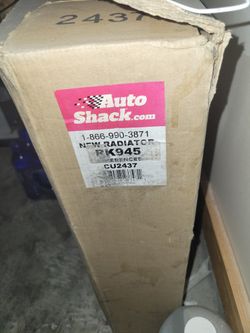 2437
Auto
Shack.com
1-866-990-3871
NEW RADIATOR
RK945
CU2437